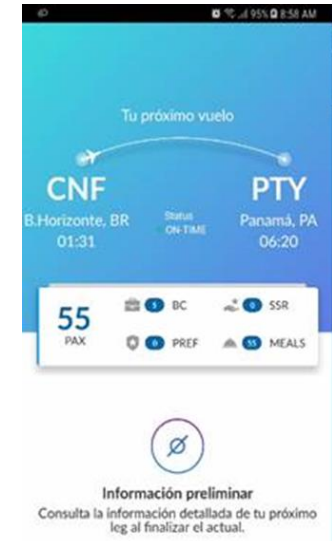 95% 8:58 AM
Tu próximo vuelo
CNF
PTY
B.Horizonte, BR
Status
Panamá, PA
ON-TIME
01:31
06:20
55
PAX
5 BC
0 SSR
0 PREF
55 MEALS
Información preliminar
Consulta la información detallada de tu próximo
leg al finalizar el actual.